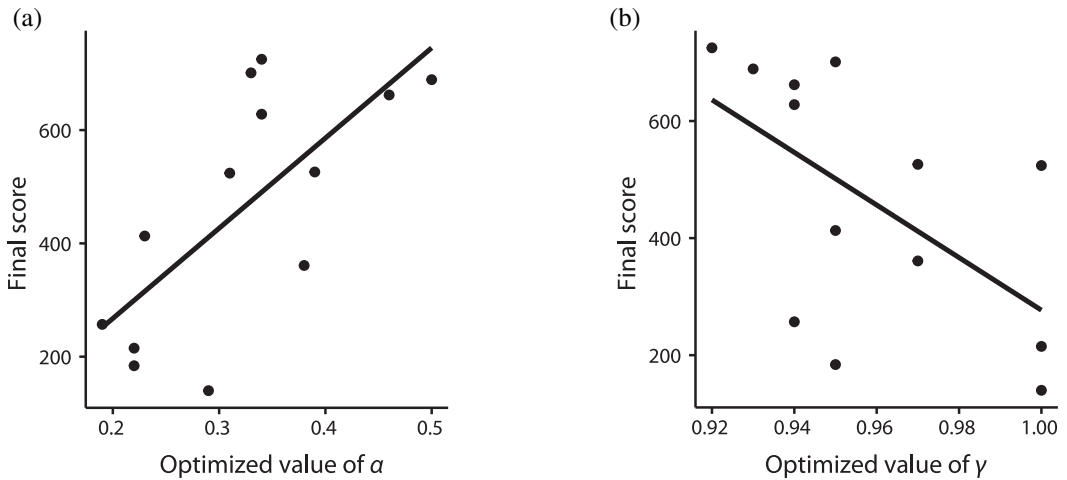 (a)
Final score
600
400
200
0.2 0.3 0.4 0.5
Optimized value of α
(b)
Final score
600
400
200
0.92 0.94 0.96 0.98 1.00
Optimized value of γ